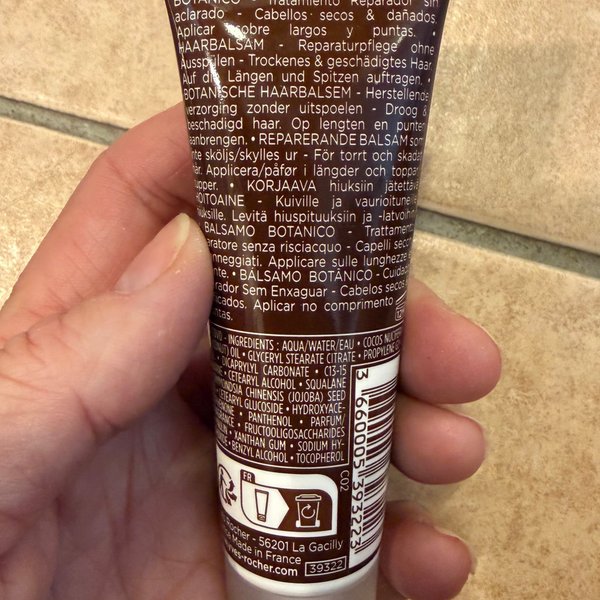 BOTÁNICO - Tratamiento Reparador sin
aclarado - Cabellos secos & dañados.
Aplicar sobre largos y puntas. •
HAARBALSAM - Reparaturpflege ohne
Ausspülen - Trockenes & geschädigtes Haar
Auf die Längen und Spitzen auftragen. •
BOTANISCHE HAARBALSEM - Herstellende
verzorging zonder uitspoelen - Droog &
beschadigd haar. Op lengten en punten
aanbrengen. • REPARERANDE BALSAM som
inte sköljs/skylles ur - För torrt och skadat
hår. Applicera/påfør i längder och toppar
tupper. • KORJAAVA hiuksiin jätettävä
HOITOAINE - Kuiville ja vaurioituneille
hiuksille. Levitä hiuspituuksiin ja -latvoihin.
BALSAMO BOTANICO - Trattamento
riparatore senza risciacquo - Capelli secchi
danneggiati. Applicare sulle lunghezze e
• BÁLSAMO BOTÂNICO - Cuidado
Reparador Sem Enxaguar - Cabelos secos
Aplicar no comprimento
12M
INGREDIENTS : AQUA/WATER/EAU • COCOS NUCIFERA
OIL • GLYCERYL STEARATE CITRATE • PROPYLENE
• DICAPRYLYL CARBONATE • C13-15
• CETEARYL ALCOHOL • SQUALANE
SIMMONDSIA CHINENSIS (JOJOBA) SEED
• CETEARYL GLUCOSIDE • HYDROXYACE-
• PANTHENOL • PARFUM/
• FRUCTOOLIGOSACCHARIDES
• XANTHAN GUM • SODIUM HY-
• BENZYL ALCOHOL • TOCOPHEROL
C02
3 660005 393223
FR
Rocher - 56201 La Gacilly
Made in France
yves-rocher.com
39322